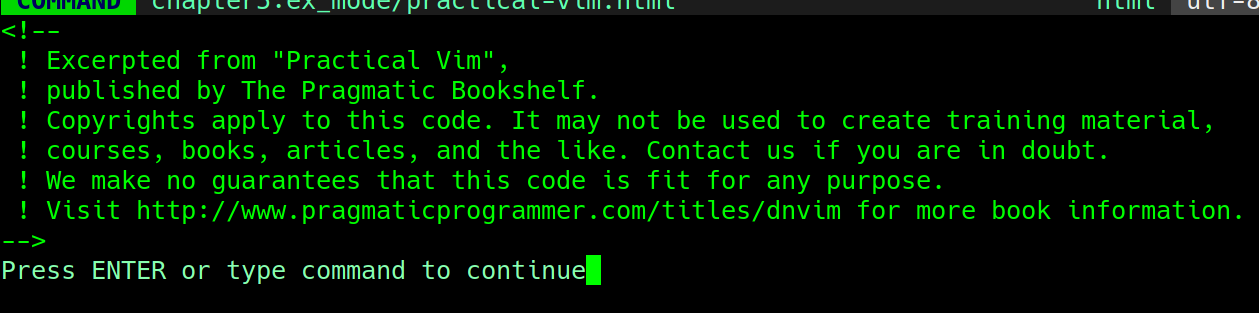 COMMAND chapter5.ex_mode/practical-vim.html html utf-8
<!--
! Excerpted from "Practical Vim",
! published by The Pragmatic Bookshelf.
! Copyrights apply to this code. It may not be used to create training material,
! courses, books, articles, and the like. Contact us if you are in doubt.
! We make no guarantees that this code is fit for any purpose.
! Visit http://www.pragmaticprogrammer.com/titles/dnvim for more book information.
-->
Press ENTER or type command to continue